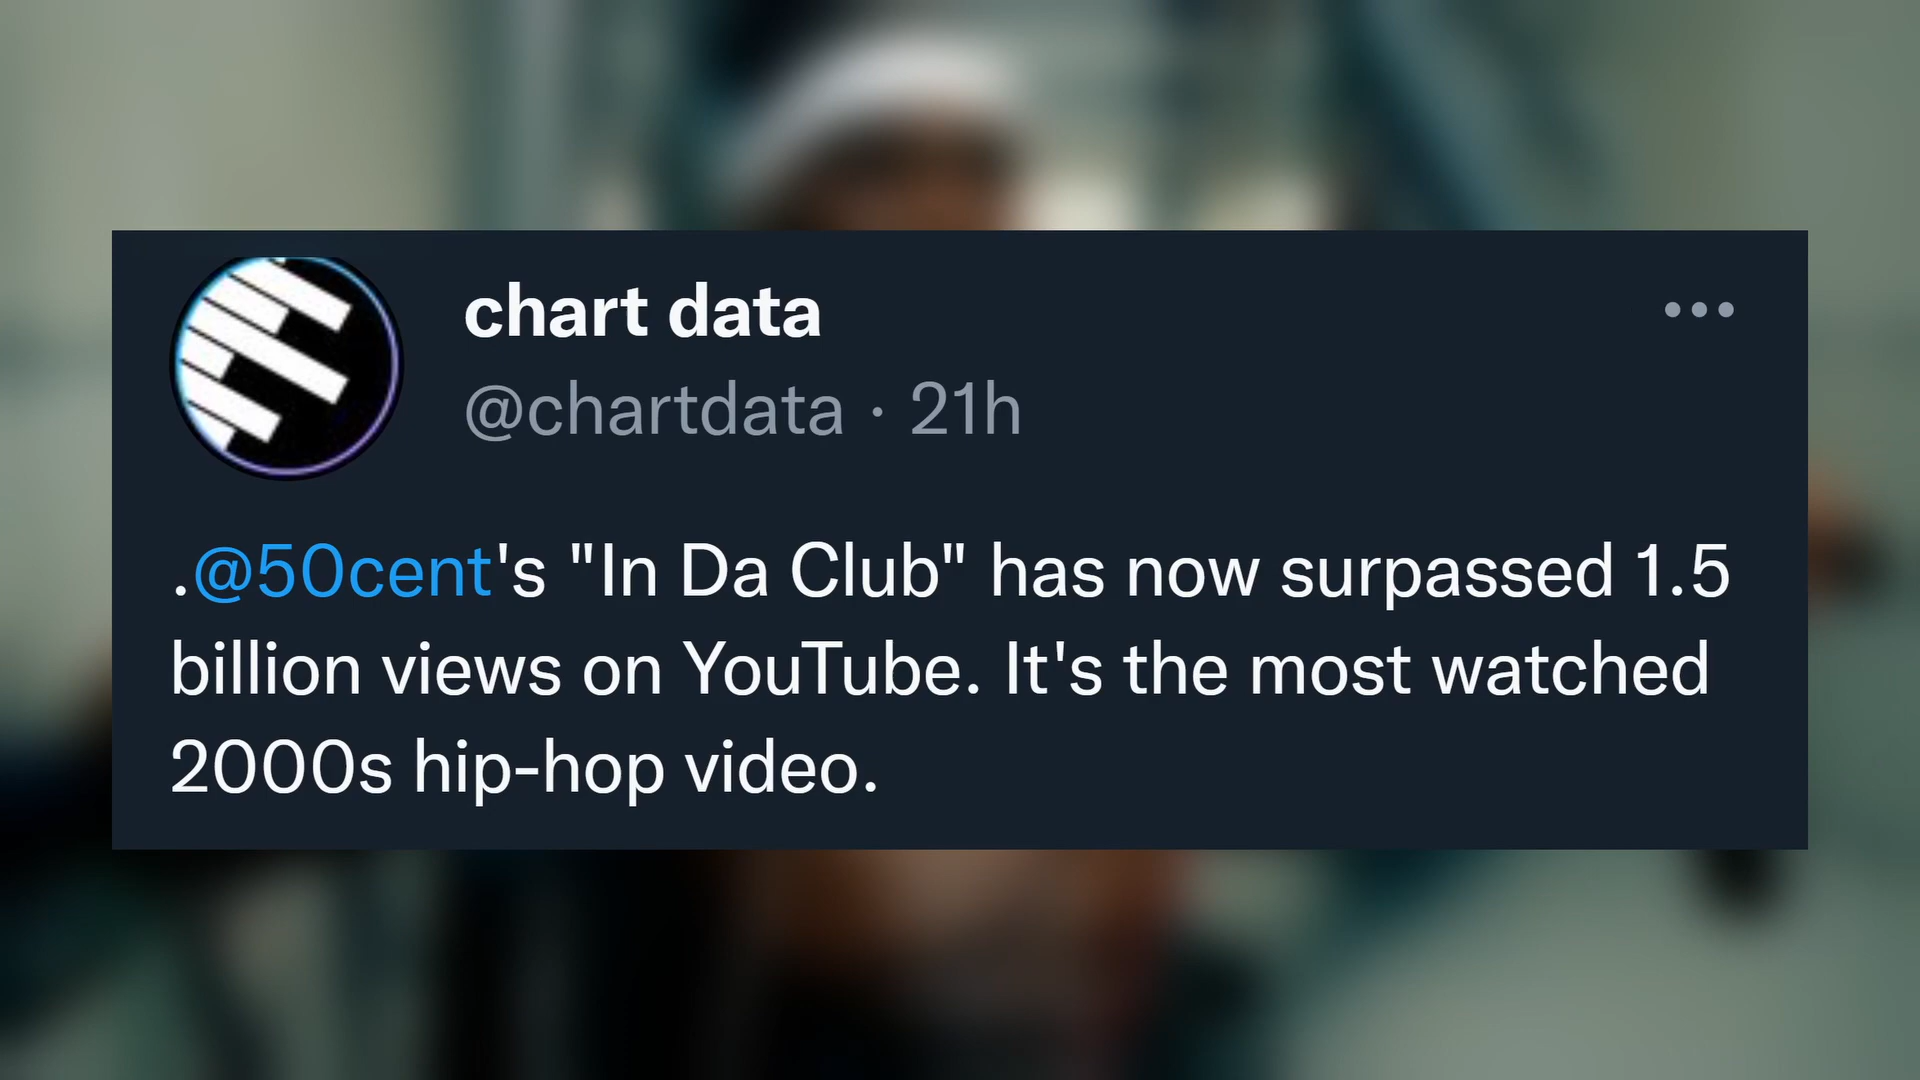 chart data
@chartdata · 21h
.@50cent's "In Da Club" has now surpassed 1.5
billion views on YouTube. It's the most watched
2000s hip-hop video.